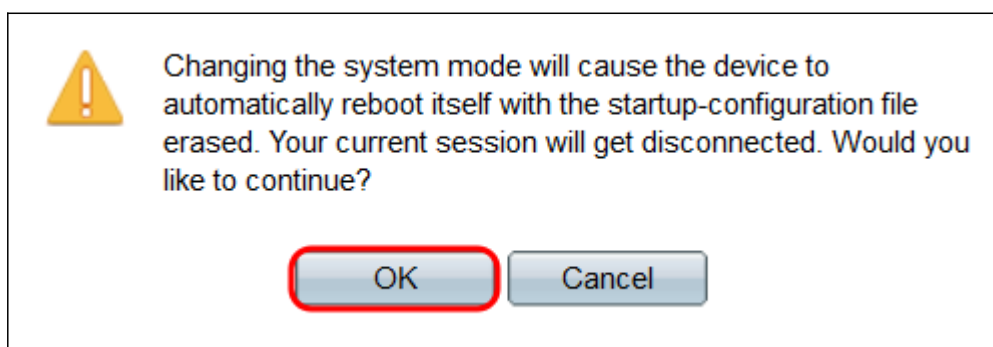 Changing the system mode will cause the device to
automatically reboot itself with the startup-configuration file
erased. Your current session will get disconnected. Would you
like to continue?
OK Cancel